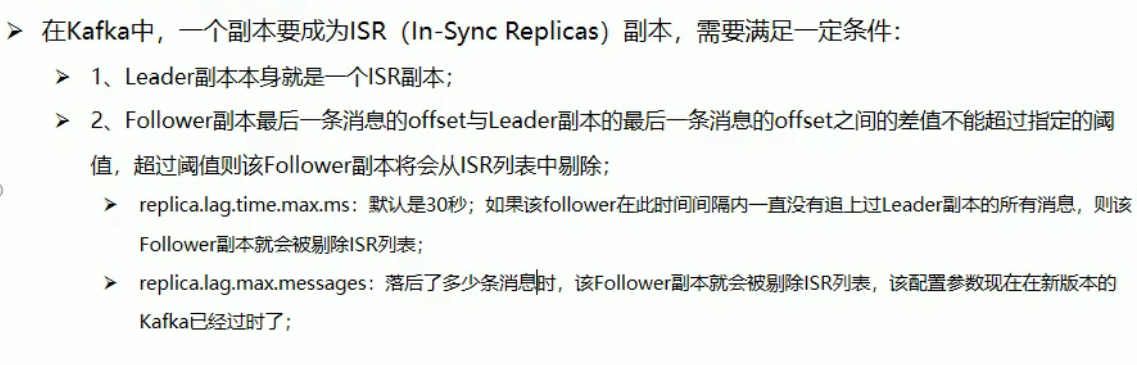 ➢ 在Kafka中，一个副本要成为ISR（In-Sync Replicas）副本，需要满足一定条件：
➢ 1、Leader副本本身就是一个ISR副本；
➢ 2、Follower副本最后一条消息的offset与Leader副本的最后一条消息的offset之间的差值不能超过指定的阈
值，超过阈值则该Follower副本将会从ISR列表中剔除；
➢ replica.lag.time.max.ms：默认是30秒；如果该follower在此时间间隔内一直没有追上过Leader副本的所有消息，则该
Follower副本就会被剔除ISR列表；
➢ replica.lag.max.messages：落后了多少条消息时，该Follower副本就会被剔除ISR列表，该配置参数现在在新版本的
Kafka已经过时了；